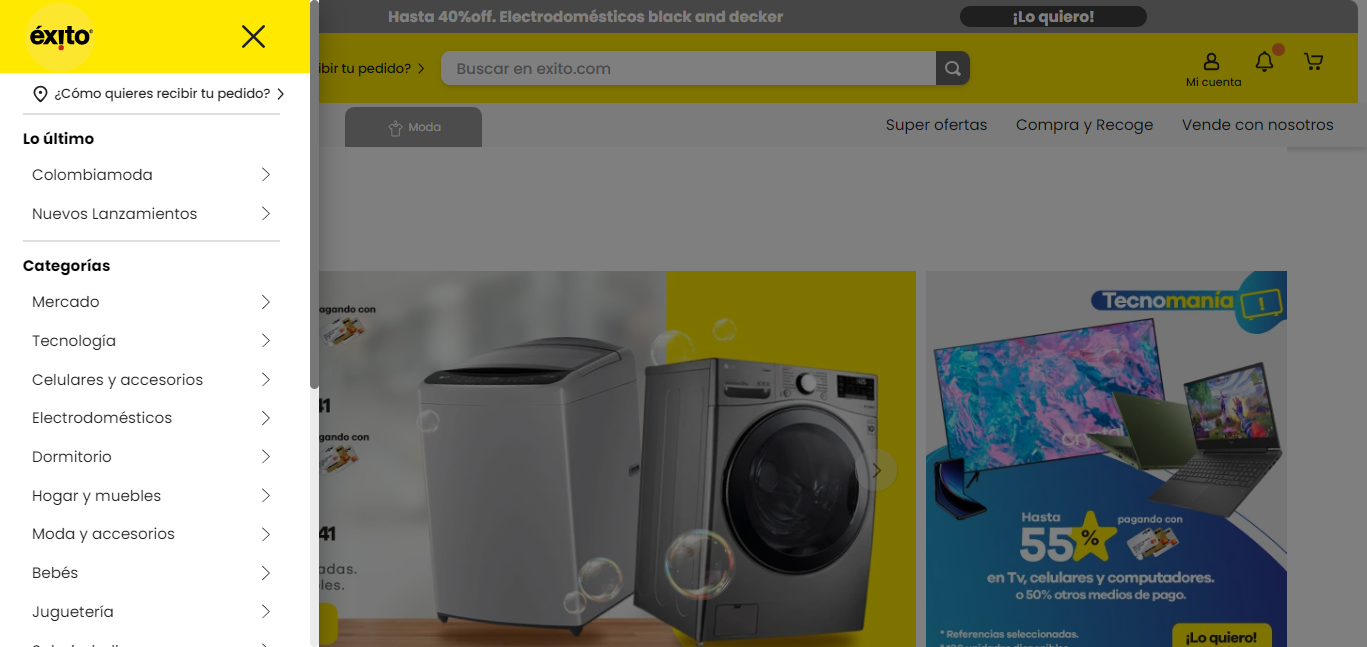 éxito
¿Cómo quieres recibir tu pedido?
Lo último
Colombiamoda
Nuevos Lanzamientos
Categorías
Mercado
Tecnología
Celulares y accesorios
Electrodomésticos
Dormitorio
Hogar y muebles
Moda y accesorios
Bebés
Juguetería
Hasta 40%off. Electrodomésticos black and decker
¡Lo quiero!
ibir tu pedido?
Buscar en exito.com
Mi cuenta
Moda
Super ofertas
Compra y Recoge
Vende con nosotros
agando con
41
agando con
41
adas.
les.
LG
Tecnomanía
Hasta
55%
pagando con
en Tv, celulares y computadores.
o 50% otros medios de pago.
* Referencias seleccionadas.
¡Lo quiero!